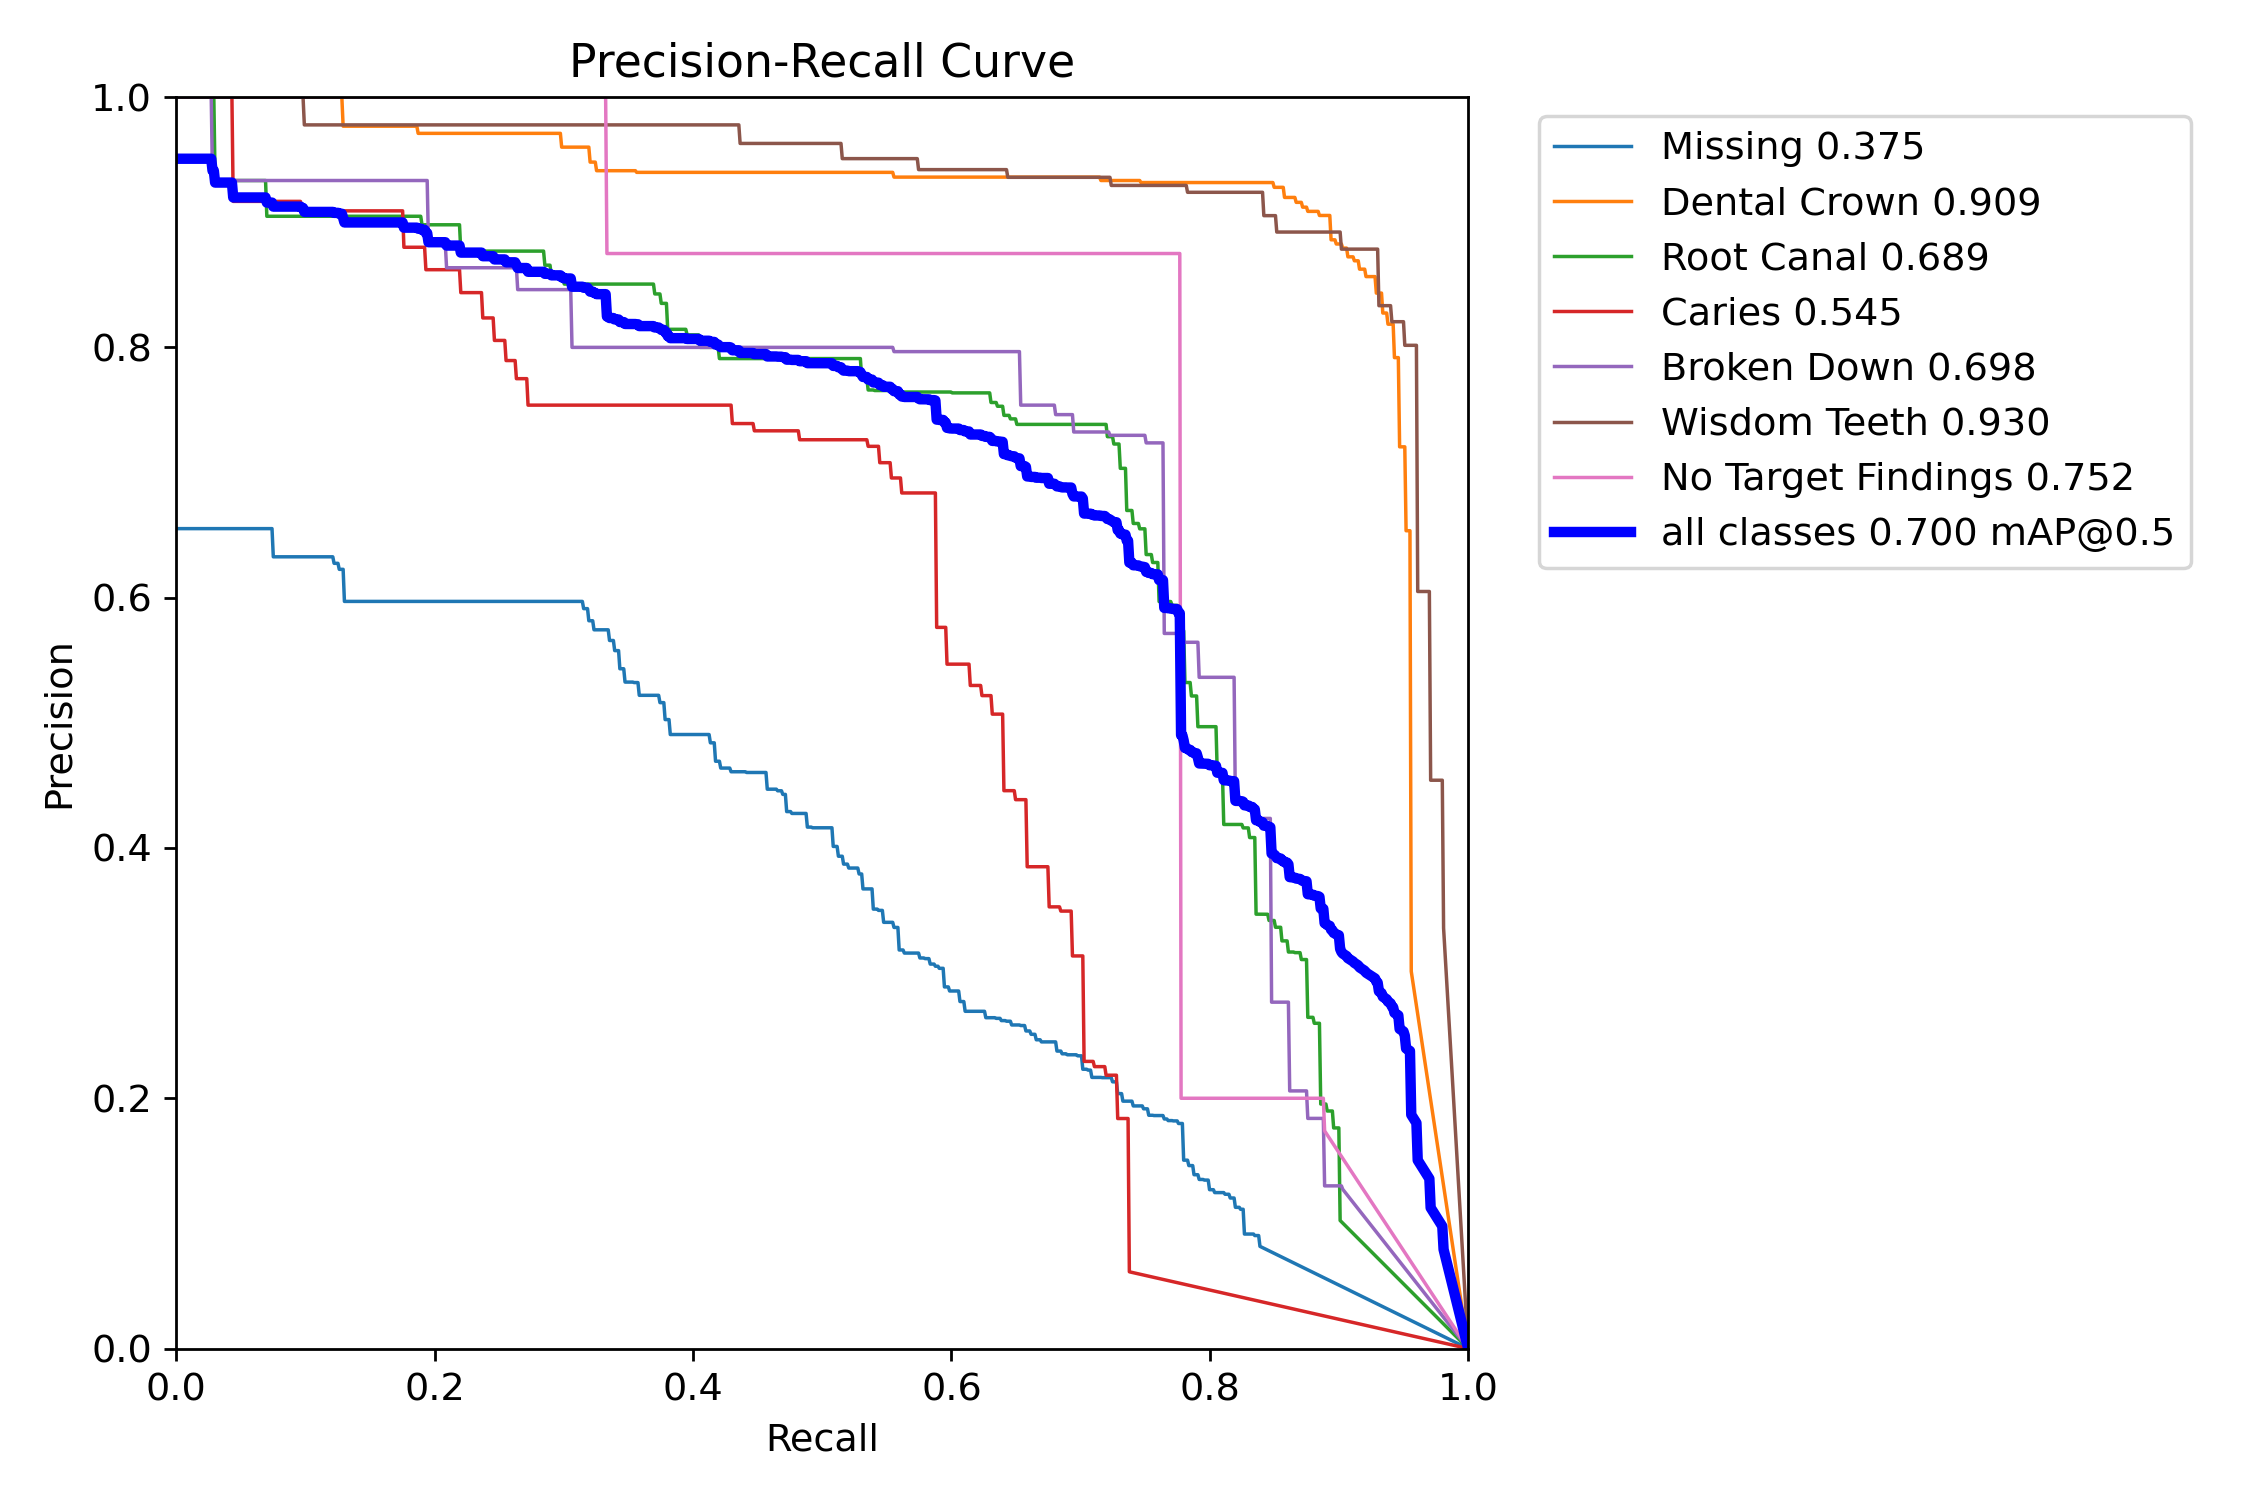 Precision-Recall Curve
1.0
0.8
0.6
0.4
0.2
0.0
Precision
0.0 0.2 0.4 0.6 0.8 1.0
Recall
Missing 0.375
Dental Crown 0.909
Root Canal 0.689
Caries 0.545
Broken Down 0.698
Wisdom Teeth 0.930
No Target Findings 0.752
all classes 0.700 mAP@0.5